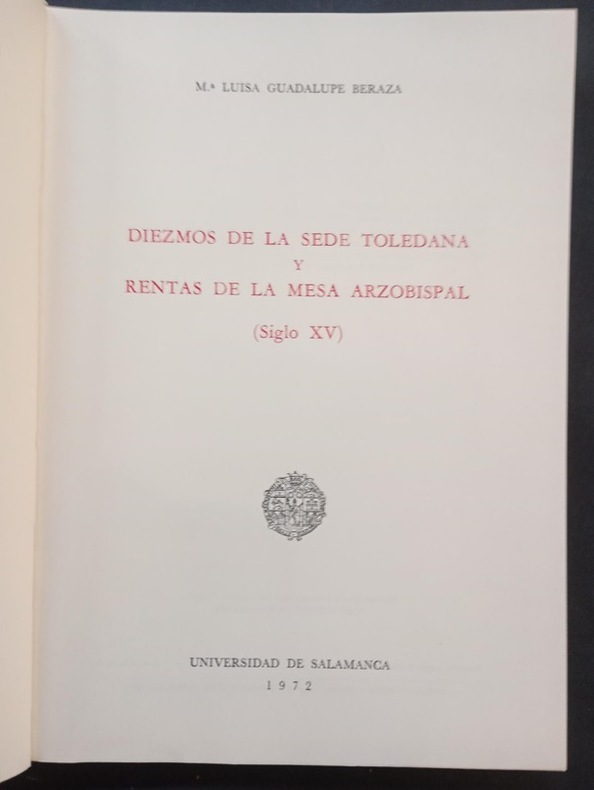 M.ª LUISA GUADALUPE BERAZA
DIEZMOS DE LA SEDE TOLEDANA
Y
RENTAS DE LA MESA ARZOBISPAL
(Siglo XV)
UNIVERSIDAD DE SALAMANCA
1972